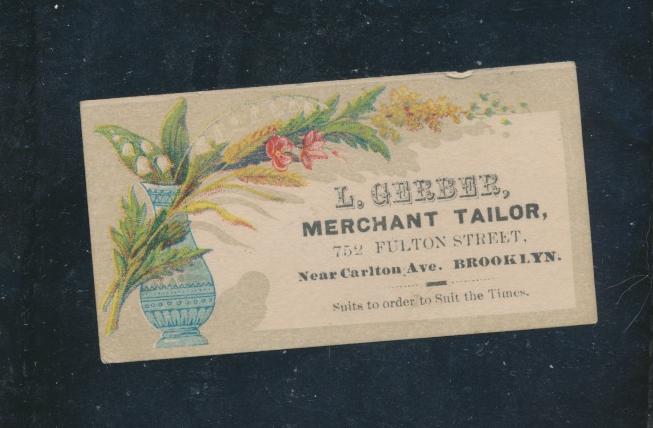 L. GERBER,
MERCHANT TAILOR,
752 FULTON STREET,
Near Carlton Ave. BROOKLYN.
Suits to order to Suit the Times.